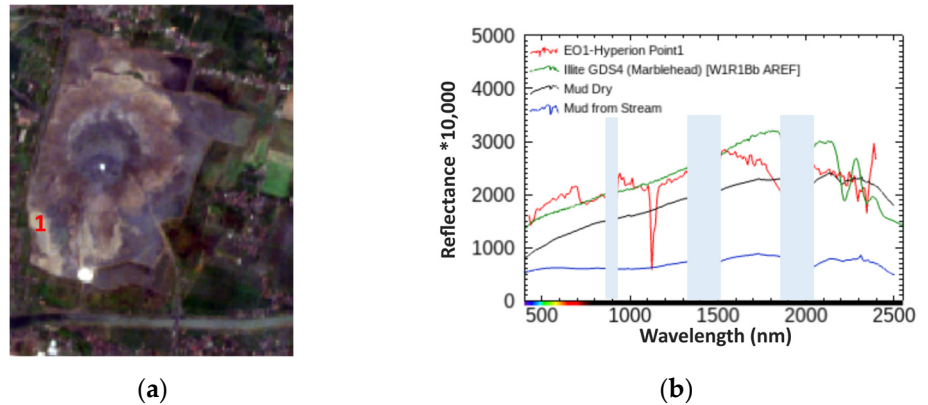 1
5000
4000
3000
2000
1000
0
Reflectance *10,000
EO1-Hyperion Point1
Illite GDS4 (Marblehead) [W1R1Bb AREF]
Mud Dry
Mud from Stream
500 1000 1500 2000 2500
Wavelength (nm)
(a) (b)